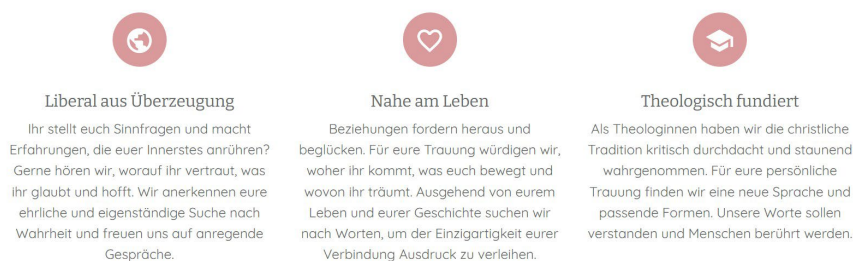 Liberal aus Überzeugung
Ihr stellt euch Sinnfragen und macht
Erfahrungen, die euer Innerstes anrühren?
Gerne hören wir, worauf ihr vertraut, was
ihr glaubt und hofft. Wir anerkennen eure
ehrliche und eigenständige Suche nach
Wahrheit und freuen uns auf anregende
Gespräche.
Nahe am Leben
Beziehungen fordern heraus und
beglücken. Für eure Trauung würdigen wir,
woher ihr kommt, was euch bewegt und
wovon ihr träumt. Ausgehend von eurem
Leben und eurer Geschichte suchen wir
nach Worten, um der Einzigartigkeit eurer
Verbindung Ausdruck zu verleihen.
Theologisch fundiert
Als Theologinnen haben wir die christliche
Tradition kritisch durchdacht und staunend
wahrgenommen. Für eure persönliche
Trauung finden wir eine neue Sprache und
passende Formen. Unsere Worte sollen
verstanden und Menschen berührt werden.